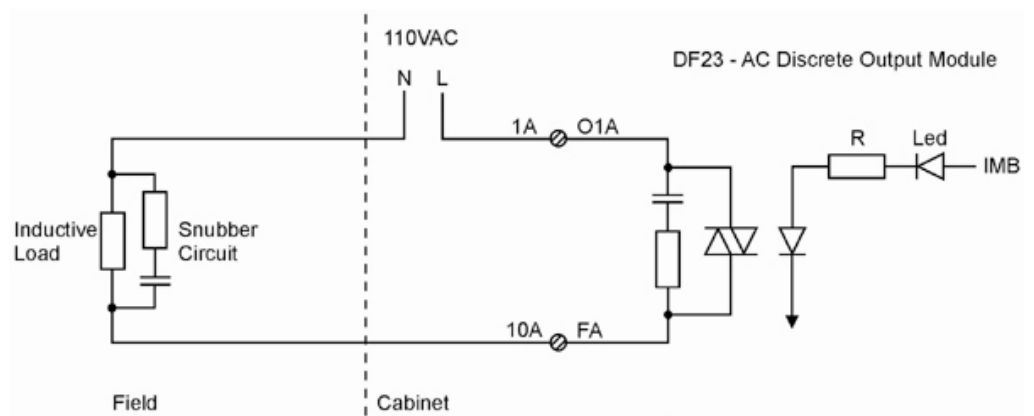 110VAC
DF23 - AC Discrete Output Module
N L
1A O1A
R Led
IMB
Inductive
Load
Snubber
Circuit
10A FA
Field
Cabinet